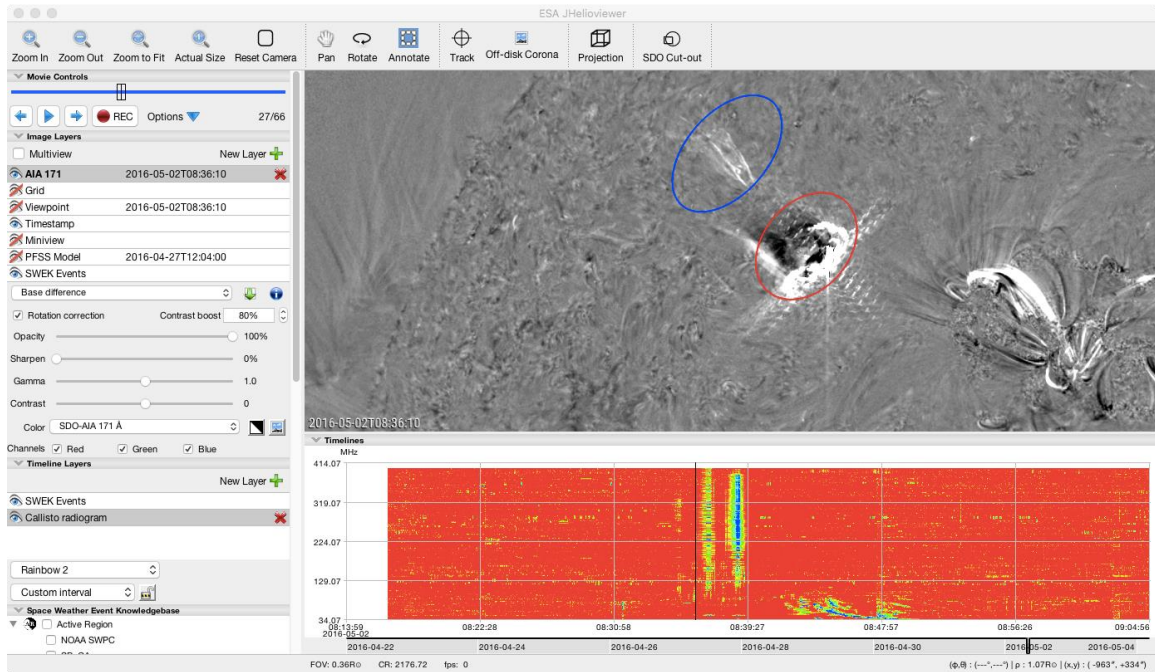 ESA JHelioviewer
Zoom In Zoom Out Zoom to Fit Actual Size Reset Camera Pan Rotate Annotate Track Off-disk Corona Projection SDO Cut-out
Movie Controls
REC Options 27/66
Image Layers
Multiview New Layer
AIA 171 2016-05-02T08:36:10
Grid
Viewpoint 2016-05-02T08:36:10
Timestamp
Miniview
PFSS Model 2016-04-27T12:04:00
SWEK Events
Base difference
Rotation correction Contrast boost 80%
Opacity 100%
Sharpen 0%
Gamma 1.0
Contrast 0
Color SDO-AIA 171 Å
Channels Red Green Blue
Timeline Layers
New Layer
SWEK Events
Callisto radiogram
Rainbow 2
Custom interval
Space Weather Event Knowledgebase
Active Region
NOAA SWPC
2016-05-02T08:36:10
Timelines
MHz
414.07
319.07
224.07
129.07
34.07
08:13:59 08:22:28 08:30:58 08:39:27 08:47:57 08:56:26 09:04:56
2016-05-02
2016-04-22 2016-04-24 2016-04-26 2016-04-28 2016-04-30 2016-05-02 2016-05-04
FOV: 0.36R⊙ CR: 2176.72 fps: 0 (φ,θ) : (---°,---°) | ρ : 1.07R⊙ | (x,y) : ( -963″, +334″)